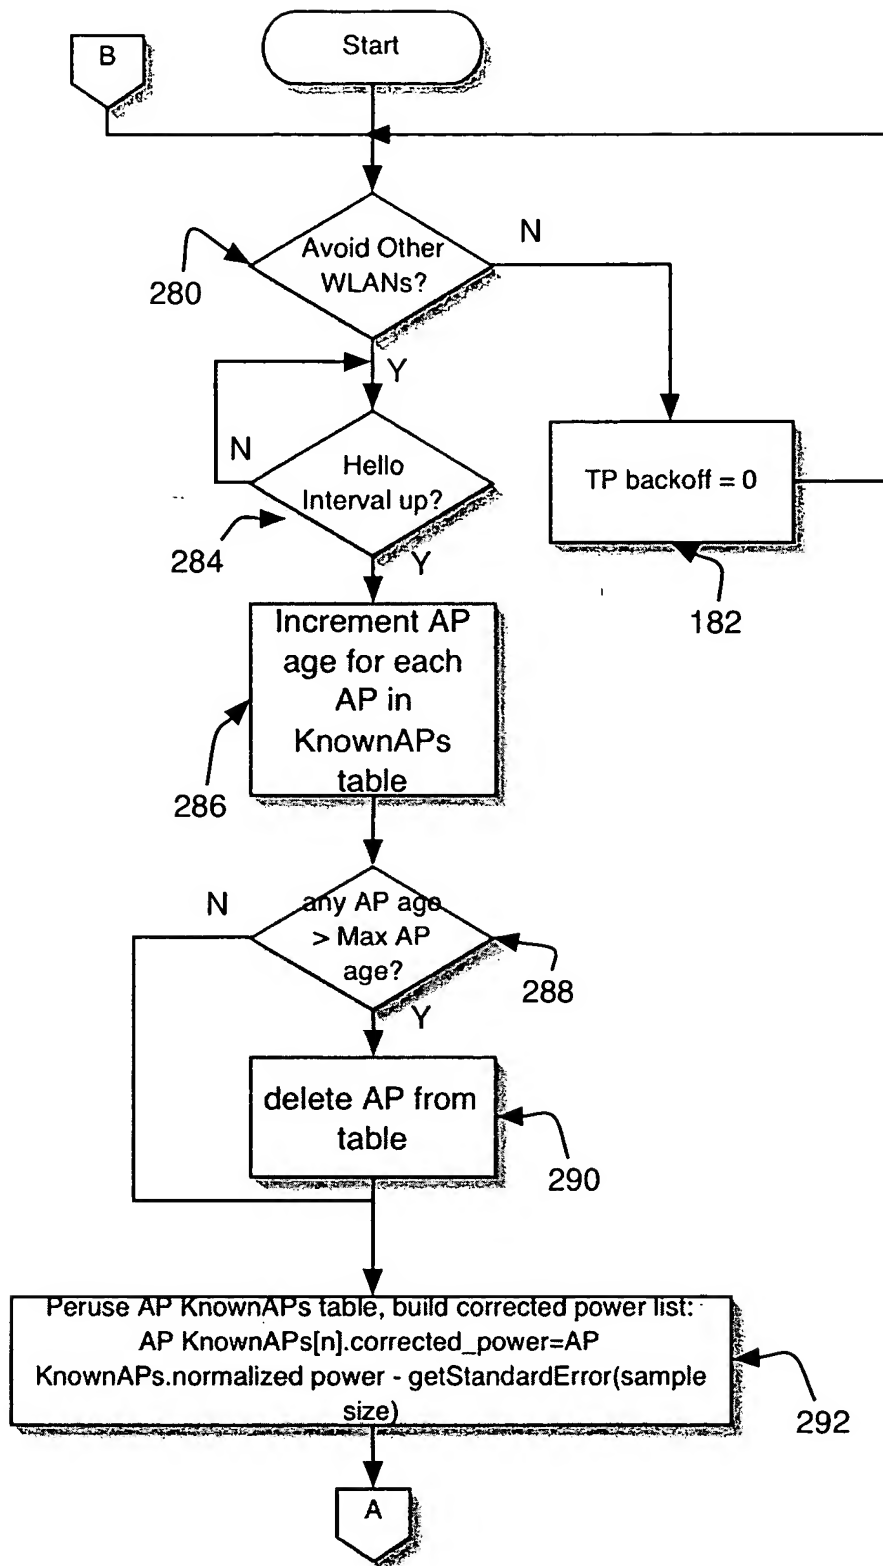 B
Start
Avoid Other
WLANs?
N
280
Y
N
Hello
Interval up?
TP backoff = 0
284
Y
182
Increment AP
age for each
AP in
KnownAPs
table
286
N
any AP age
> Max AP
age?
288
Y
delete AP from
table
290
Peruse AP KnownAPs table, build corrected power list:
AP KnownAPs[n].corrected_power=AP
KnownAPs.normalized power - getStandardError(sample
size)
292
A